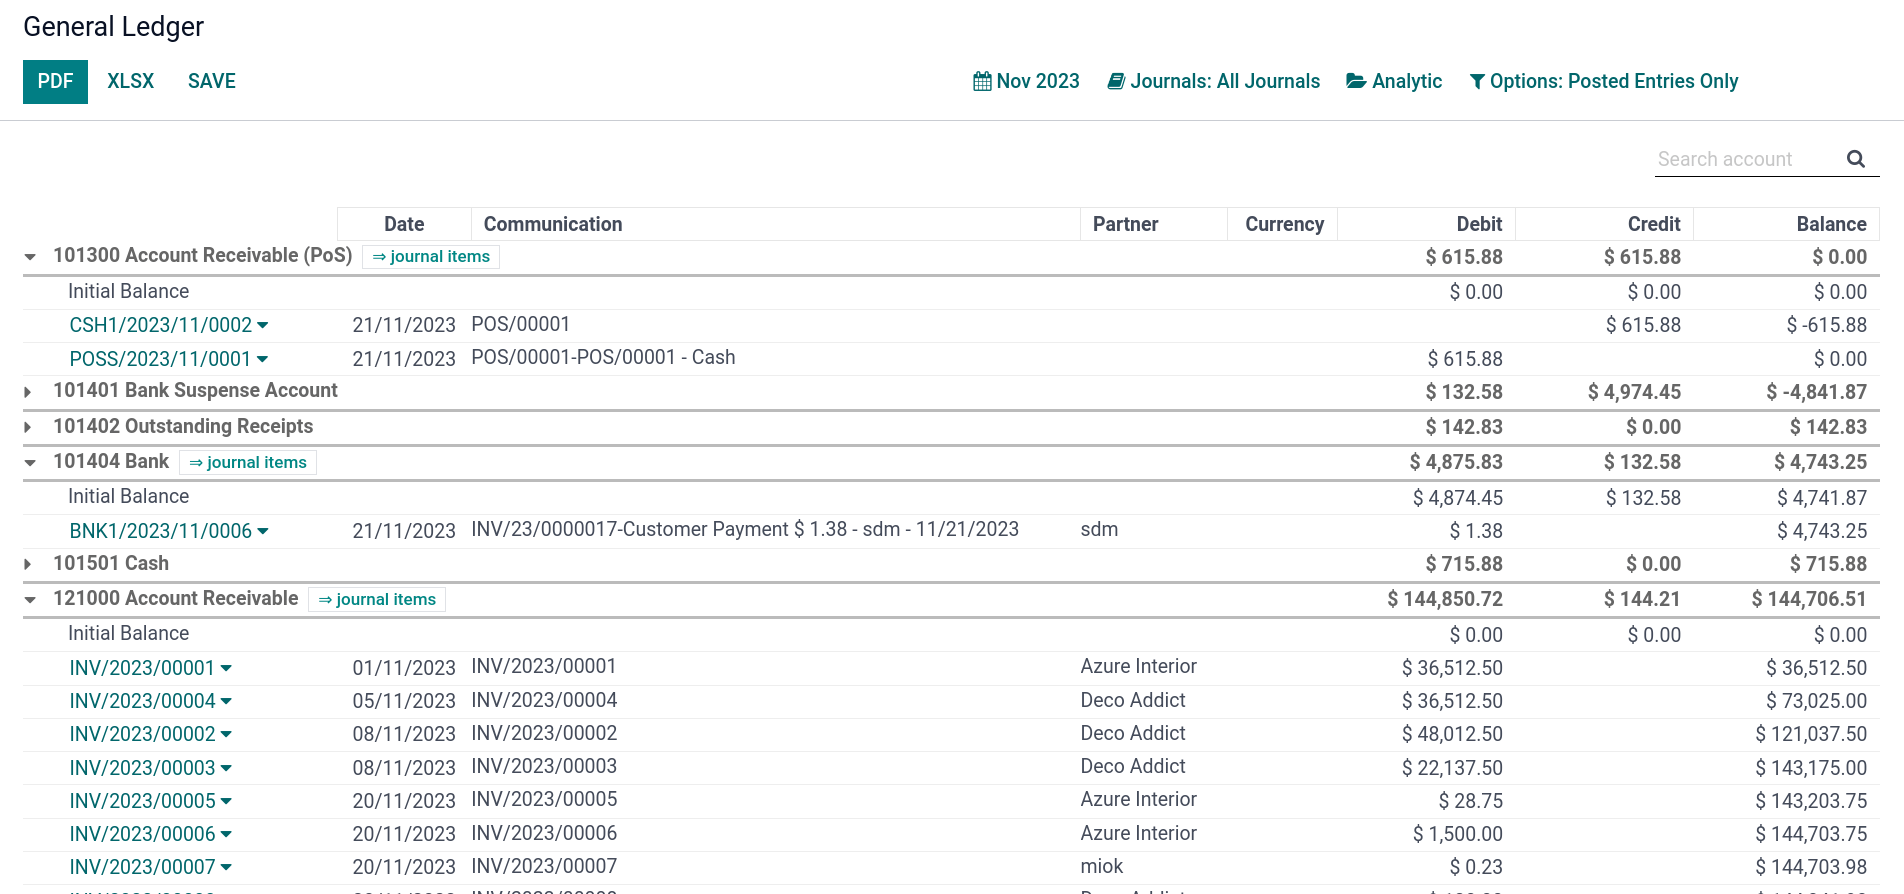 General Ledger
PDF XLSX SAVE Nov 2023 Journals: All Journals Analytic Options: Posted Entries Only
Search account
Date Communication Partner Currency Debit Credit Balance
101300 Account Receivable (PoS) ⇒ journal items $ 615.88 $ 615.88 $ 0.00
Initial Balance $ 0.00 $ 0.00 $ 0.00
CSH1/2023/11/0002 21/11/2023 POS/00001 $ 615.88 $ -615.88
POSS/2023/11/0001 21/11/2023 POS/00001-POS/00001 - Cash $ 615.88 $ 0.00
101401 Bank Suspense Account $ 132.58 $ 4,974.45 $ -4,841.87
101402 Outstanding Receipts $ 142.83 $ 0.00 $ 142.83
101404 Bank ⇒ journal items $ 4,875.83 $ 132.58 $ 4,743.25
Initial Balance $ 4,874.45 $ 132.58 $ 4,741.87
BNK1/2023/11/0006 21/11/2023 INV/23/0000017-Customer Payment $ 1.38 - sdm - 11/21/2023 sdm $ 1.38 $ 4,743.25
101501 Cash $ 715.88 $ 0.00 $ 715.88
121000 Account Receivable ⇒ journal items $ 144,850.72 $ 144.21 $ 144,706.51
Initial Balance $ 0.00 $ 0.00 $ 0.00
INV/2023/00001 01/11/2023 INV/2023/00001 Azure Interior $ 36,512.50 $ 36,512.50
INV/2023/00004 05/11/2023 INV/2023/00004 Deco Addict $ 36,512.50 $ 73,025.00
INV/2023/00002 08/11/2023 INV/2023/00002 Deco Addict $ 48,012.50 $ 121,037.50
INV/2023/00003 08/11/2023 INV/2023/00003 Deco Addict $ 22,137.50 $ 143,175.00
INV/2023/00005 20/11/2023 INV/2023/00005 Azure Interior $ 28.75 $ 143,203.75
INV/2023/00006 20/11/2023 INV/2023/00006 Azure Interior $ 1,500.00 $ 144,703.75
INV/2023/00007 20/11/2023 INV/2023/00007 miok $ 0.23 $ 144,703.98